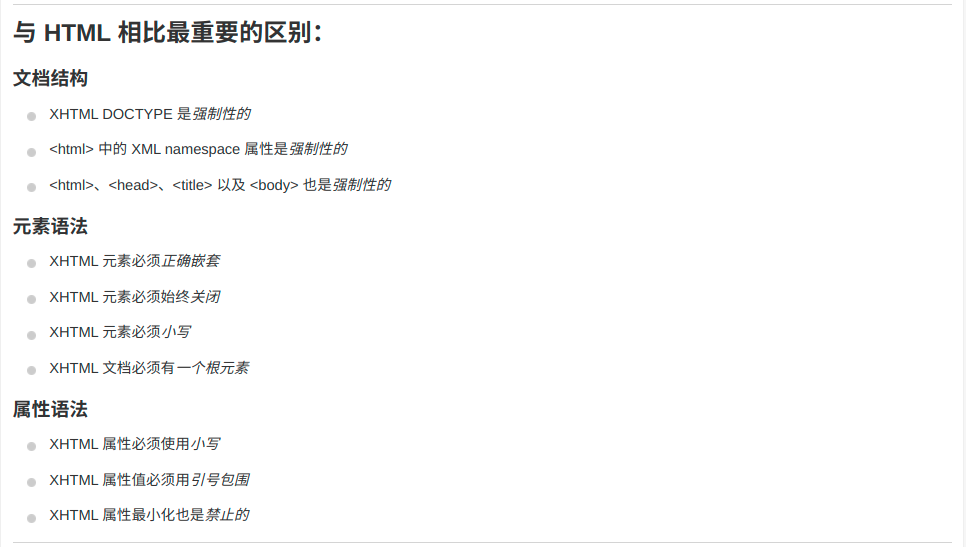 与 HTML 相比最重要的区别：
文档结构
XHTML DOCTYPE 是强制性的
<html> 中的 XML namespace 属性是强制性的
<html>、<head>、<title> 以及 <body> 也是强制性的
元素语法
XHTML 元素必须正确嵌套
XHTML 元素必须始终关闭
XHTML 元素必须小写
XHTML 文档必须有一个根元素
属性语法
XHTML 属性必须使用小写
XHTML 属性值必须用引号包围
XHTML 属性最小化也是禁止的